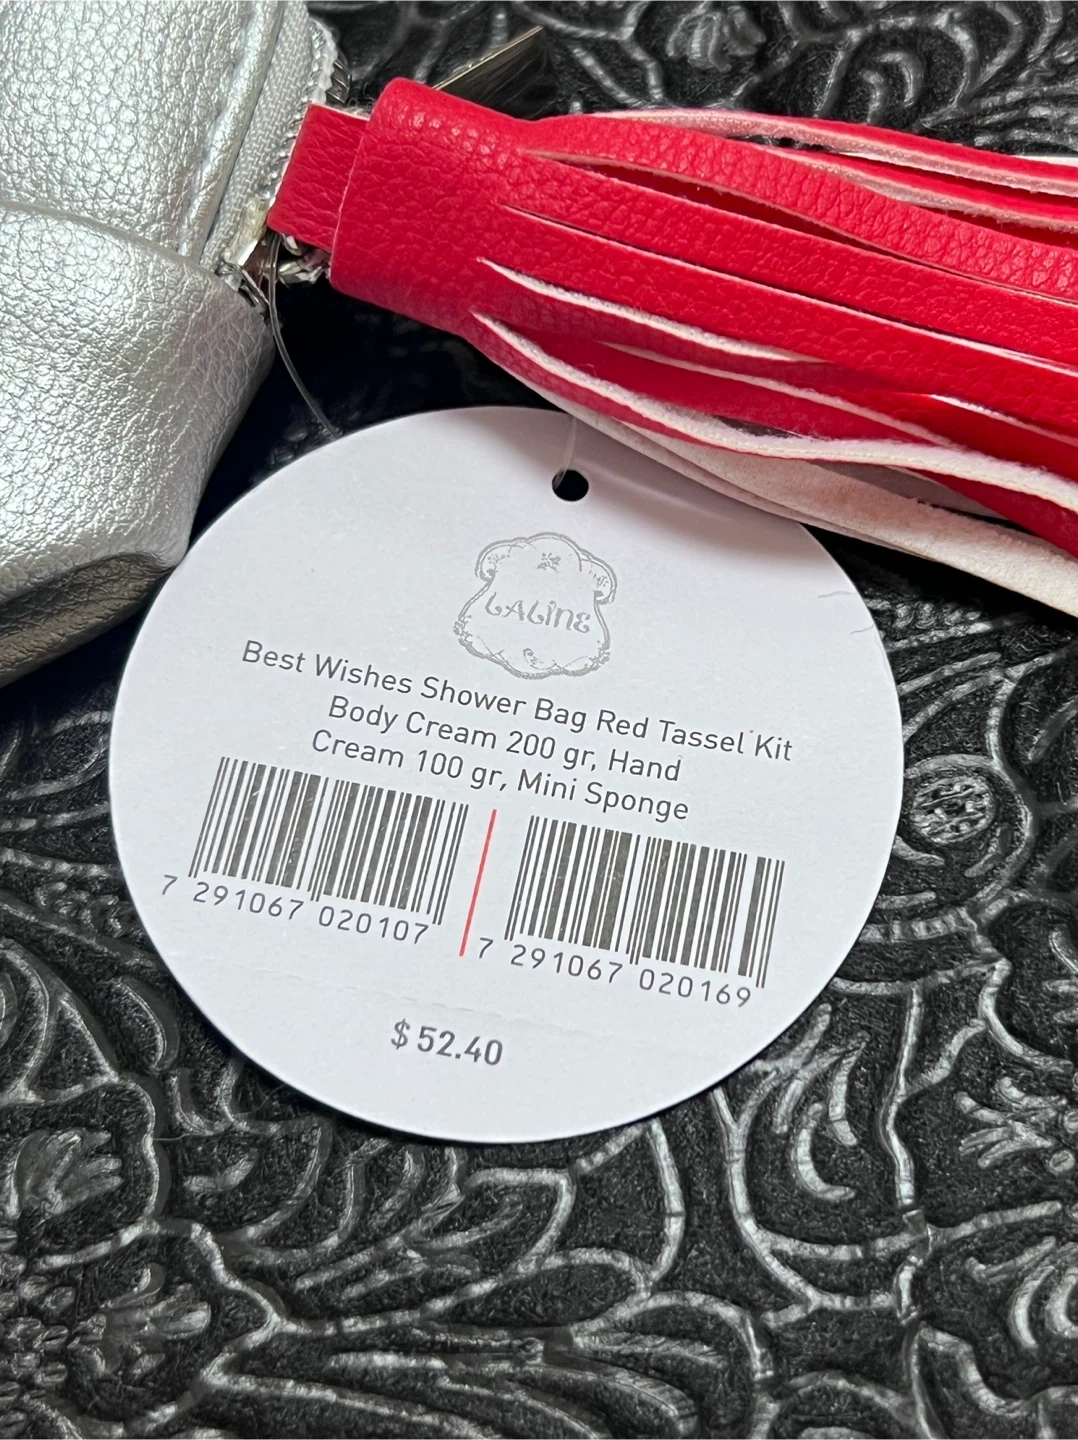 LALINE
Best Wishes Shower Bag Red Tassel Kit
Body Cream 200 gr, Hand
Cream 100 gr, Mini Sponge
7 291067 020107
7 291067 020169
$ 52.40